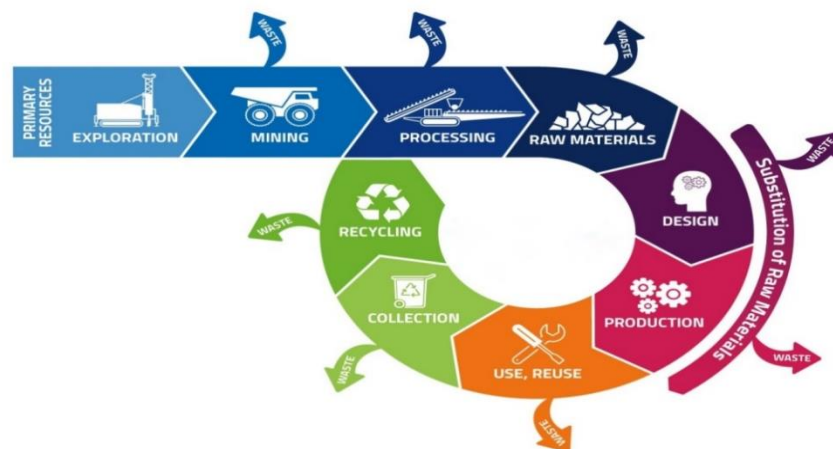 PRIMARY
RESOURCES
EXPLORATION
WASTE
MINING
WASTE
PROCESSING
WASTE
RAW MATERIALS
WASTE
DESIGN
Substitution of Raw Materials
WASTE
PRODUCTION
USE, REUSE
WASTE
COLLECTION
WASTE
RECYCLING
WASTE